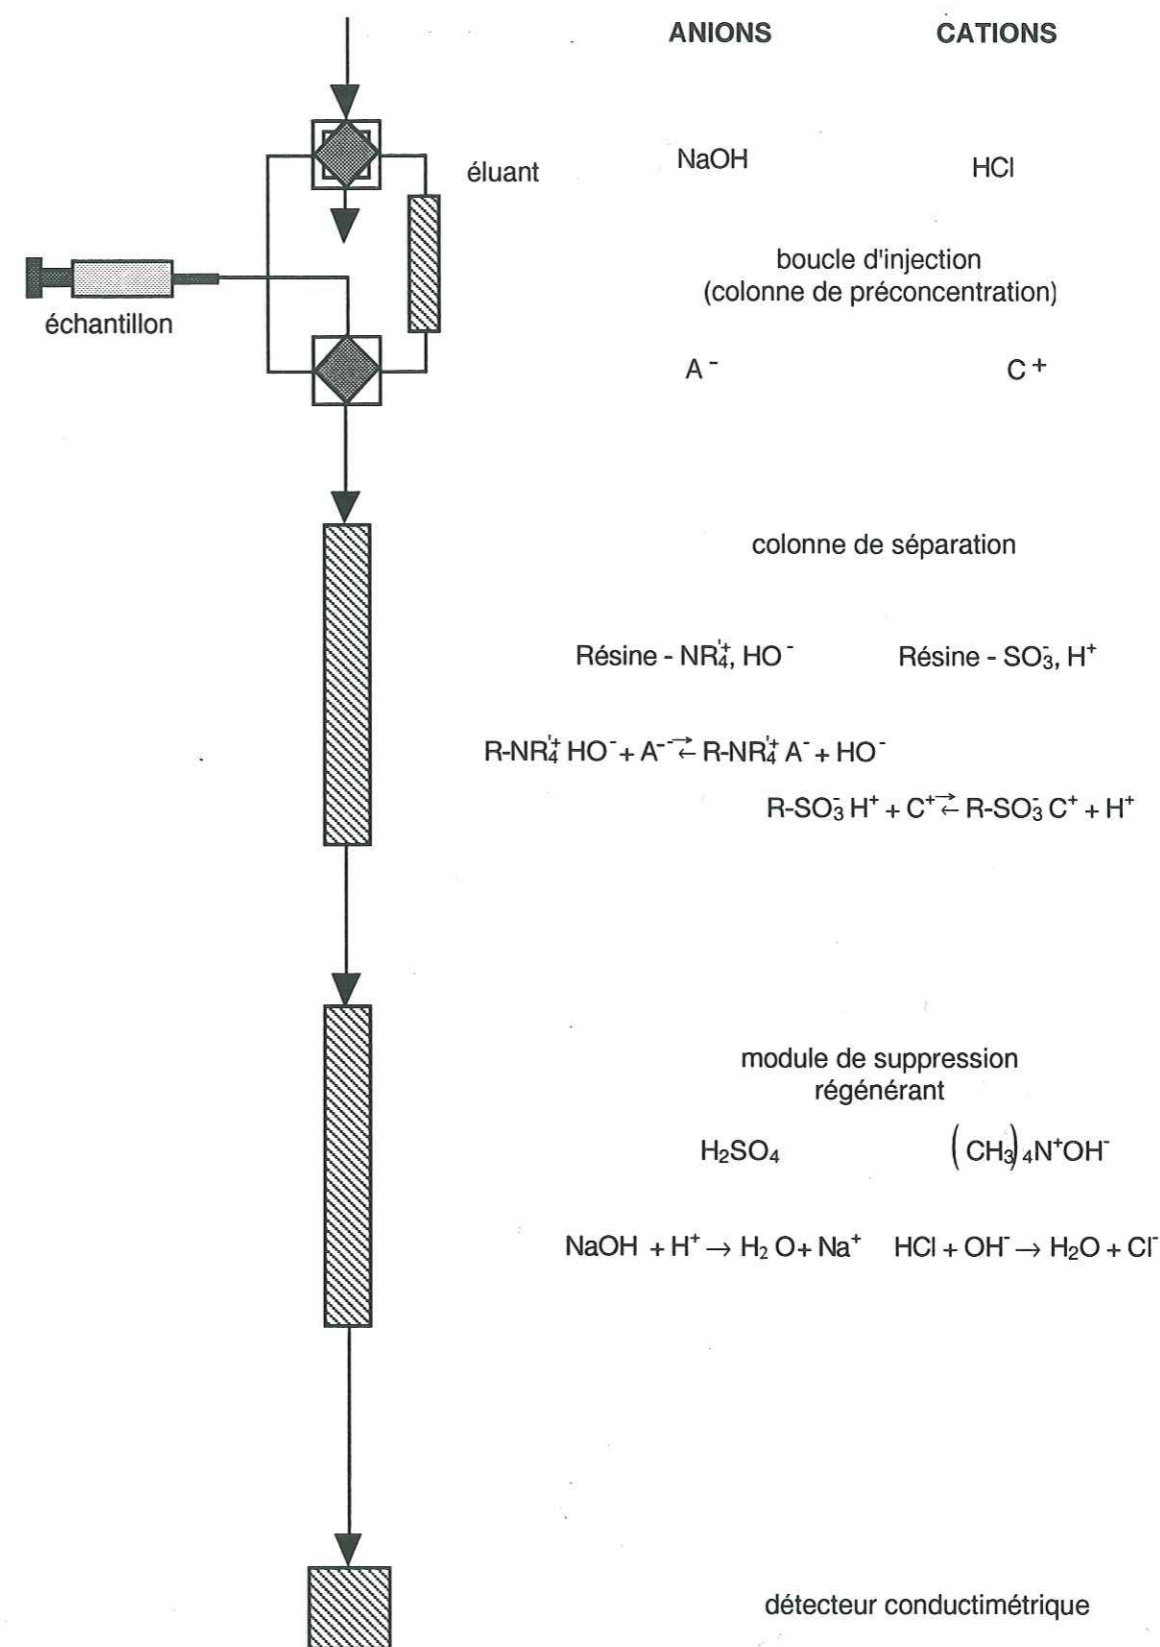 ANIONS CATIONS
éluant NaOH HCl
boucle d'injection
(colonne de préconcentration)
échantillon
A⁻ C⁺
colonne de séparation
Résine - NR'₄⁺, HO⁻ Résine - SO₃⁻, H⁺
R-NR'₄⁺ HO⁻ + A⁻⁻ ⇄ R-NR'₄⁺ A⁻ + HO⁻
R-SO₃⁻ H⁺ + C⁺ ⇄ R-SO₃⁻ C⁺ + H⁺
module de suppression
régénérant
H₂SO₄ (CH₃)₄N⁺OH⁻
NaOH + H⁺ → H₂O + Na⁺ HCl + OH⁻ → H₂O + Cl⁻
détecteur conductimétrique